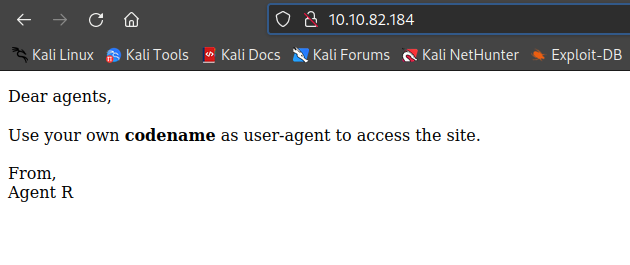 10.10.82.184
Kali Linux Kali Tools Kali Docs Kali Forums Kali NetHunter Exploit-DB
Dear agents,
Use your own codename as user-agent to access the site.
From,
Agent R